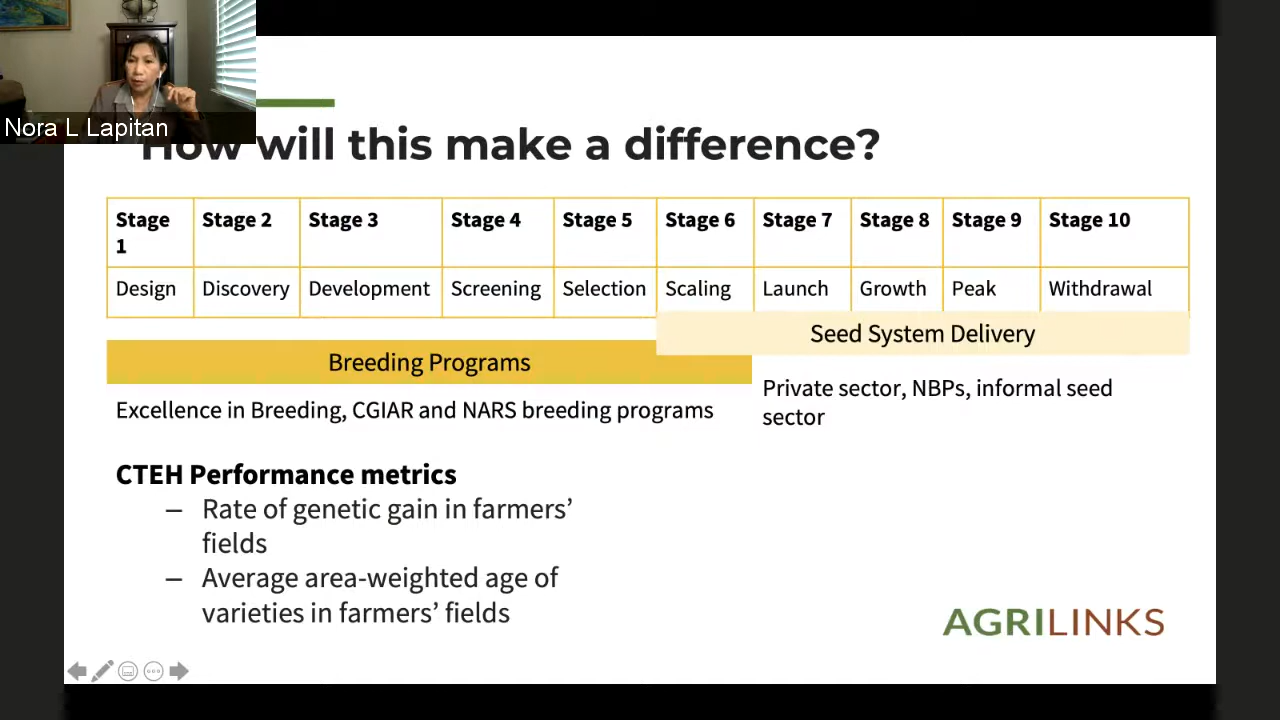 Nora L Lapitan
How will this make a difference?
Stage 1
Stage 2
Stage 3
Stage 4
Stage 5
Stage 6
Stage 7
Stage 8
Stage 9
Stage 10
Design
Discovery
Development
Screening
Selection
Scaling
Launch
Growth
Peak
Withdrawal
Seed System Delivery
Breeding Programs
Private sector, NBPs, informal seed
sector
Excellence in Breeding, CGIAR and NARS breeding programs
CTEH Performance metrics
– Rate of genetic gain in farmers’
fields
– Average area-weighted age of
varieties in farmers’ fields
AGRILINKS